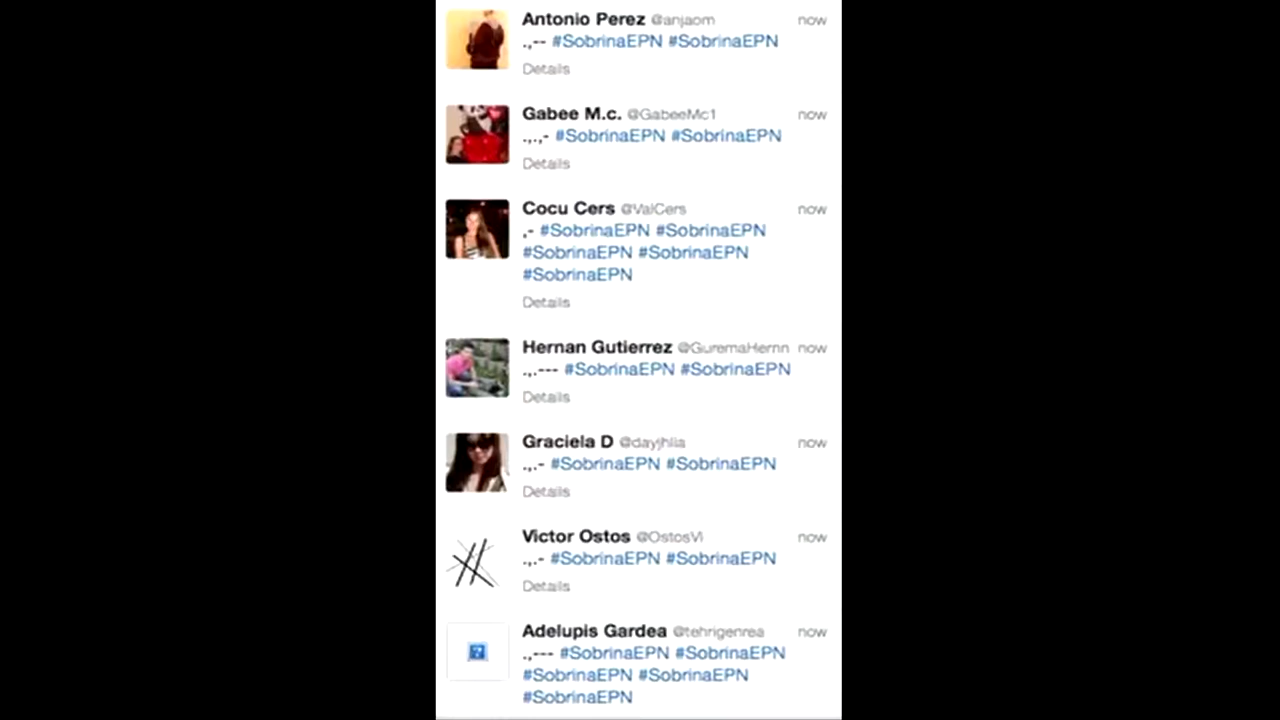 Antonio Perez @anjaom now
.,-- #SobrinaEPN #SobrinaEPN
Details
Gabee M.c. @GabeeMc1 now
.,.,- #SobrinaEPN #SobrinaEPN
Details
Cocu Cers @ValCers now
,- #SobrinaEPN #SobrinaEPN
#SobrinaEPN #SobrinaEPN
#SobrinaEPN
Details
Hernan Gutierrez @GuremaHernn now
.,.--- #SobrinaEPN #SobrinaEPN
Details
Graciela D @dayjhlia now
.,.- #SobrinaEPN #SobrinaEPN
Details
Victor Ostos @OstosVi now
.,.- #SobrinaEPN #SobrinaEPN
Details
Adelupis Gardea @tehrigenrea now
.,--- #SobrinaEPN #SobrinaEPN
#SobrinaEPN #SobrinaEPN
#SobrinaEPN